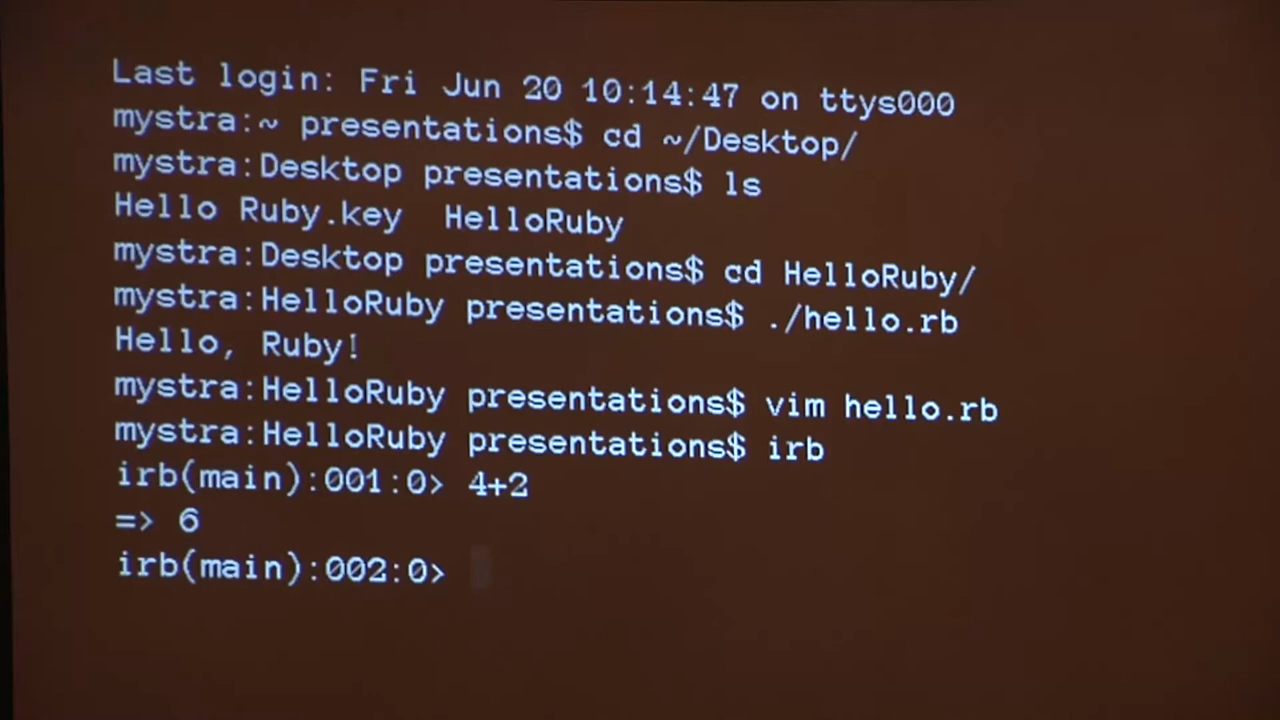 Last login: Fri Jun 20 10:14:47 on ttys000
mystra:~ presentations$ cd ~/Desktop/
mystra:Desktop presentations$ ls
Hello Ruby.key  HelloRuby
mystra:Desktop presentations$ cd HelloRuby/
mystra:HelloRuby presentations$ ./hello.rb
Hello, Ruby!
mystra:HelloRuby presentations$ vim hello.rb
mystra:HelloRuby presentations$ irb
irb(main):001:0> 4+2
=> 6
irb(main):002:0>